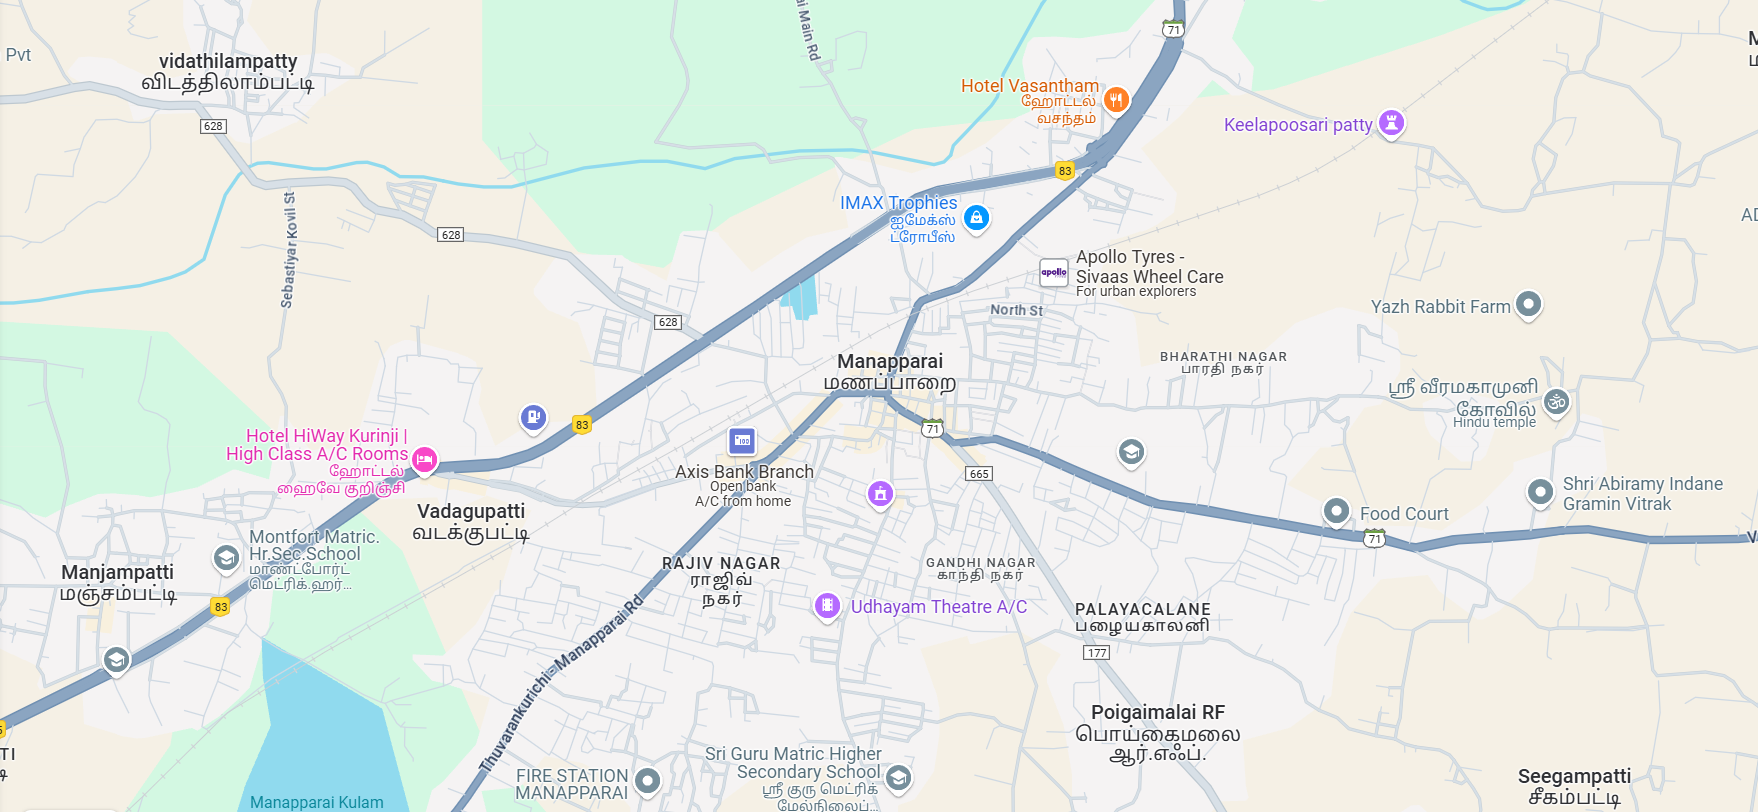 ai Main Rd
71
Pvt
vidathilampatty
விடத்திலாம்பட்டி
628
Hotel Vasantham
ஹோட்டல்
வசந்தம்
Keelapoosari patty
83
IMAX Trophies
ஐமேக்ஸ்
ட்ரோபீஸ்
Sebastiyar Kovil St
628
Apollo Tyres -
Sivaas Wheel Care
For urban explorers
apollo
North St
Yazh Rabbit Farm
628
Manapparai
மணப்பாறை
BHARATHI NAGAR
பாரதி நகர்
ஸ்ரீ வீரமகாமுனி
கோவில்
Hindu temple
83
71
Hotel HiWay Kurinji |
High Class A/C Rooms
ஹோட்டல்
ஹைவே குறிஞ்சி
Axis Bank Branch
Open bank
A/C from home
665
Shri Abiramy Indane
Gramin Vitrak
Vadagupatti
வடக்குபட்டி
Food Court
71
Montfort Matric.
Hr.Sec.School
மாண்ட்போர்ட்
மெட்ரிக்.ஹர்...
Manjampatti
மஞ்சம்பட்டி
RAJIV NAGAR
ராஜிவ்
நகர்
GANDHI NAGAR
காந்தி நகர்
83
Udhayam Theatre A/C
PALAYACALANE
பழையகாலனி
Thuvarankurichi - Manapparai Rd
177
Poigaimalai RF
பொய்கைமலை
ஆர்.எஃப்.
FIRE STATION
MANAPPARAI
Sri Guru Matric Higher
Secondary School
ஸ்ரீ குரு மெட்ரிக்
மேல்நிலைப்...
Seegampatti
சீகம்பட்டி
Manapparai Kulam